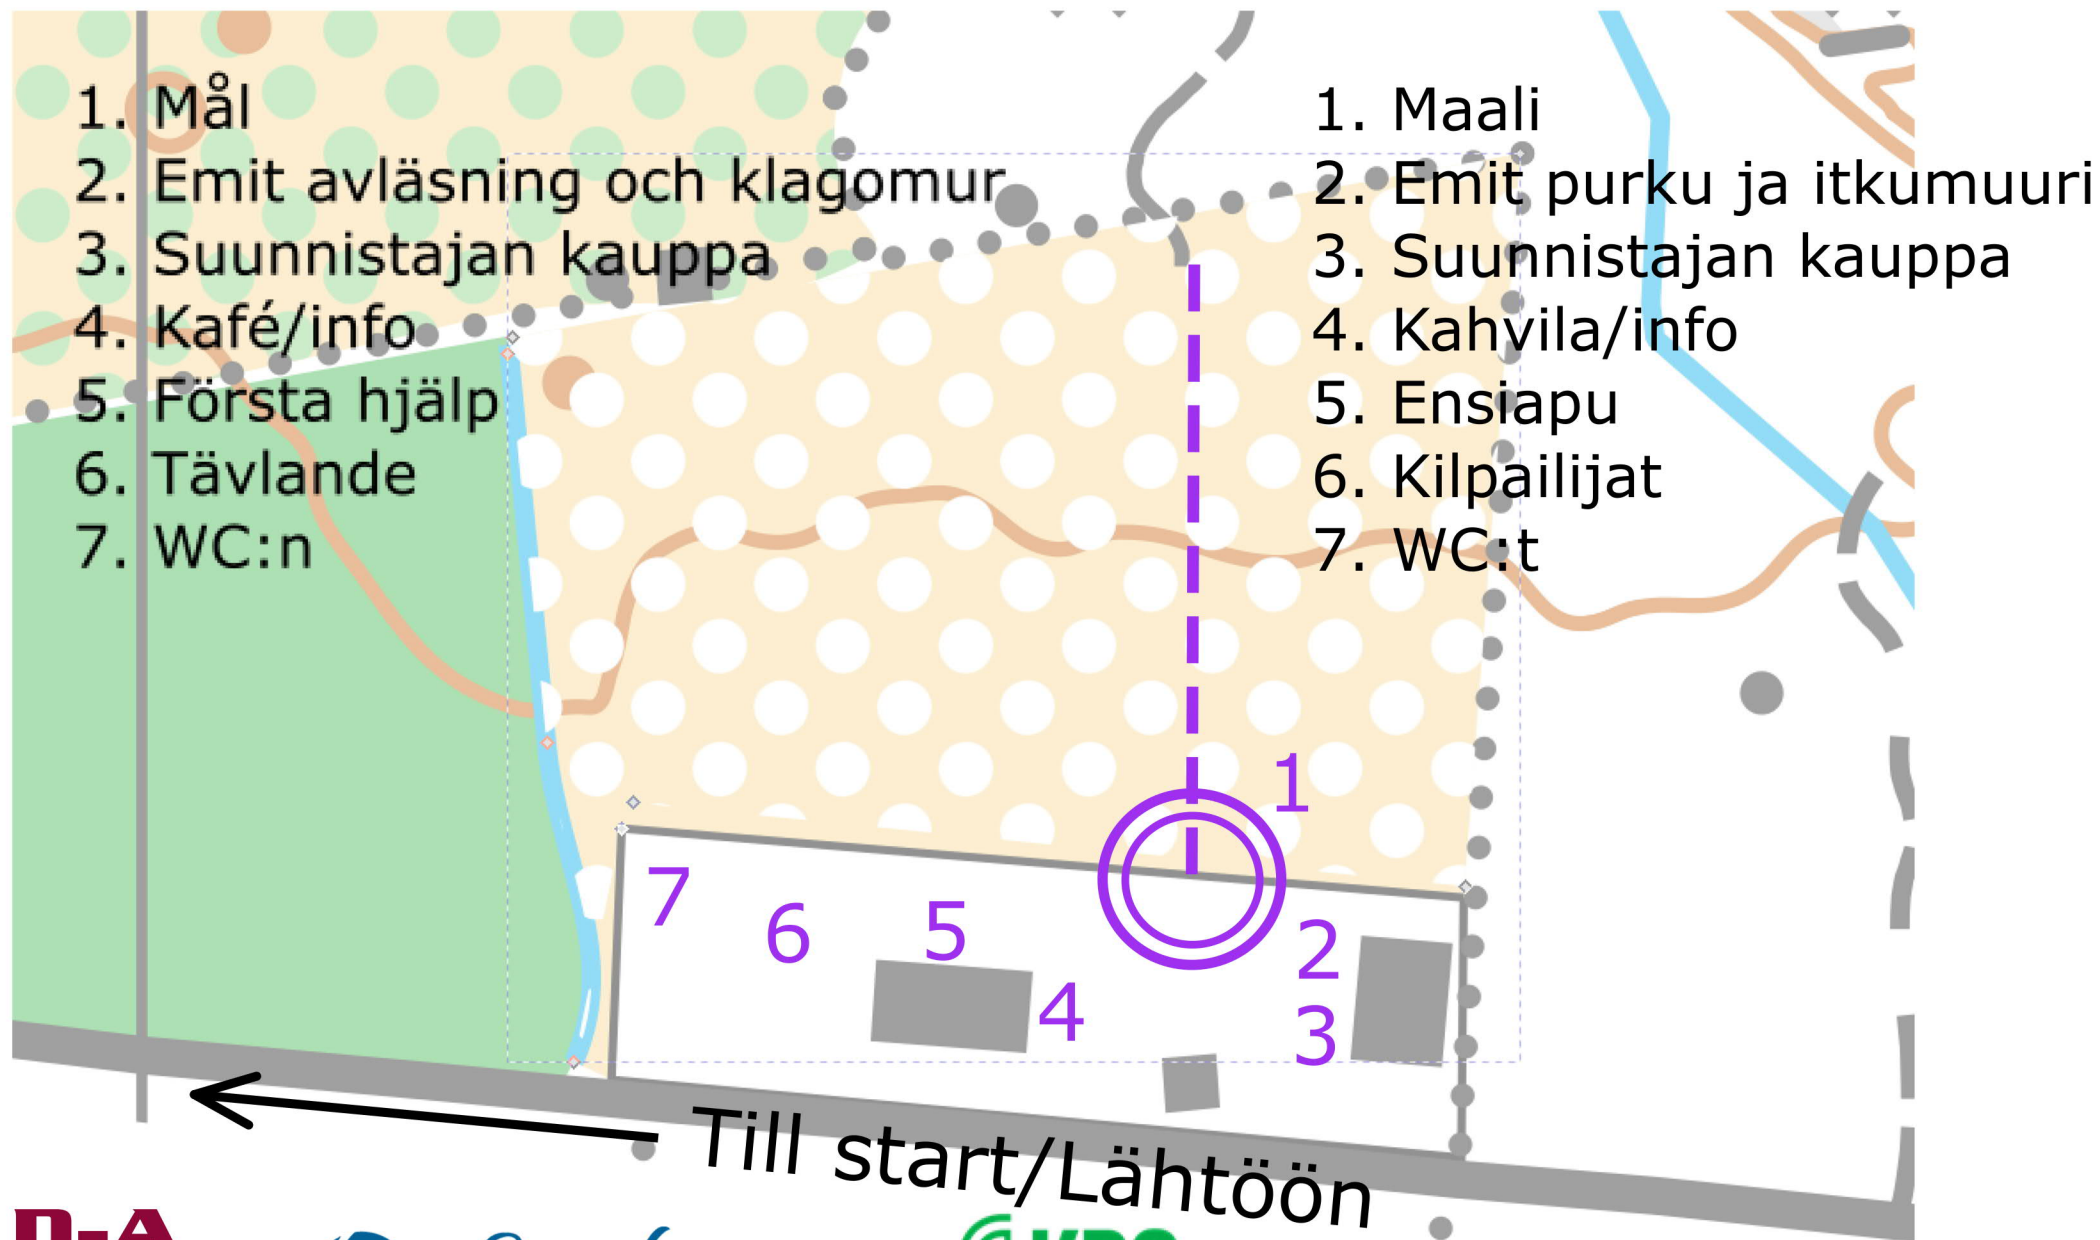 1. Mål
2. Emit avläsning och klagomur
3. Suunnistajan kauppa
4. Kafé/info
5. Första hjälp
6. Tävlande
7. WC:n
1. Maali
2. Emit purku ja itkumuuri
3. Suunnistajan kauppa
4. Kahvila/info
5. Ensiapu
6. Kilpailijat
7. WC:t
1
7
6
5
2
4
3
Till start/Lähtöön